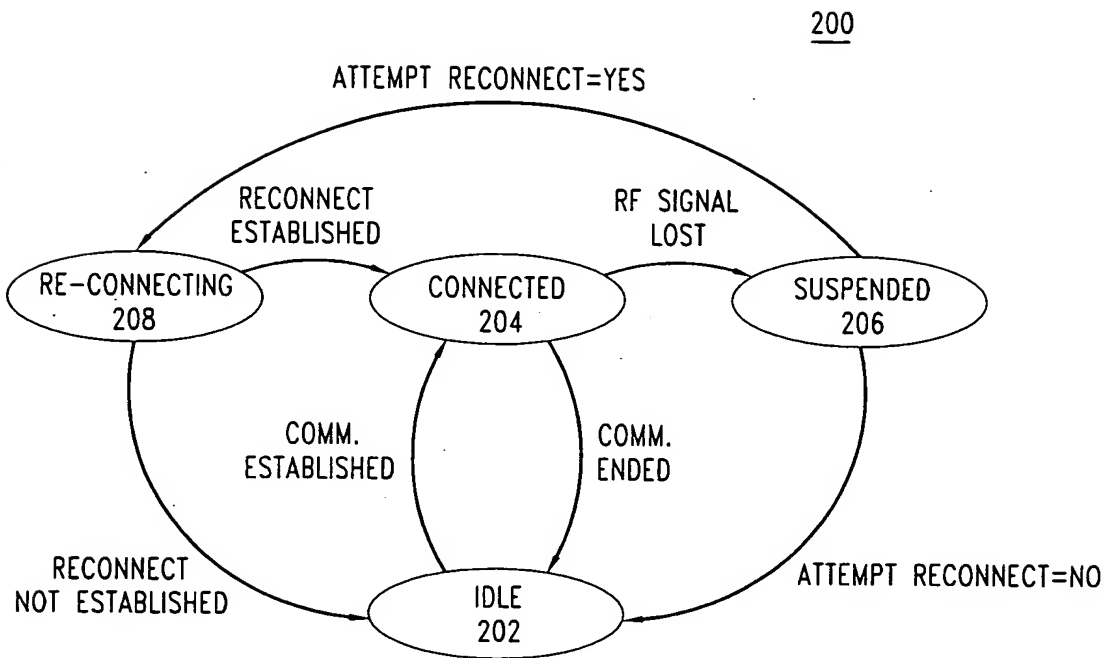 200
ATTEMPT RECONNECT=YES
RECONNECT
ESTABLISHED
RF SIGNAL
LOST
RE-CONNECTING
208
CONNECTED
204
SUSPENDED
206
COMM.
ESTABLISHED
COMM.
ENDED
RECONNECT
NOT ESTABLISHED
IDLE
202
ATTEMPT RECONNECT=NO